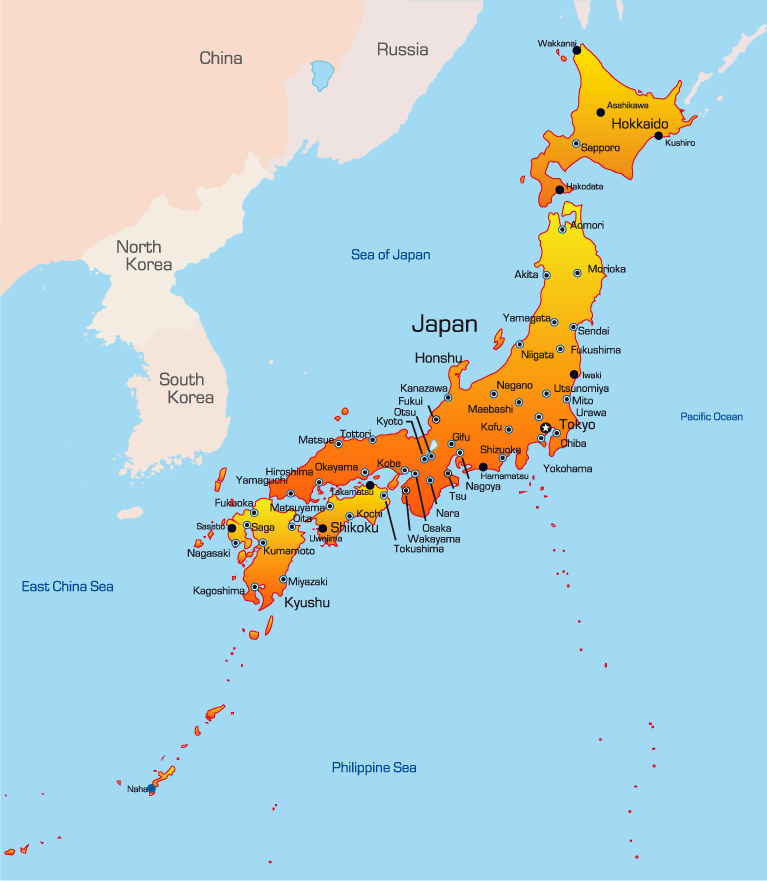 Wakkanai
Russia
China
Asahikawa
Hokkaido
Kushiro
Sapporo
Hakodate
Aomori
North
Korea
Sea of Japan
Akita
Morioka
Yamagata
Japan
Sendai
Niigata
Fukushima
Honshu
Iwaki
South
Korea
Kanazawa
Nagano
Utsunomiya
Fukui
Mito
Otsu
Maebashi
Urawa
Pacific Ocean
Kyoto
Kofu
Tokyo
Tottori
Matsue
Gifu
Chiba
Shizuoka
Kobe
Okayama
Hiroshima
Yokohama
Hamamatsu
Yamaguchi
Nagoya
Takamatsu
Tsu
Fukuoka
Matsuyama
Nara
Kochi
Oita
Sasebo
Saga
Shikoku
Osaka
Uwajima
Wakayama
Tokushima
Nagasaki
Kumamoto
Miyazaki
East China Sea
Kagoshima
Kyushu
Philippine Sea
Naha